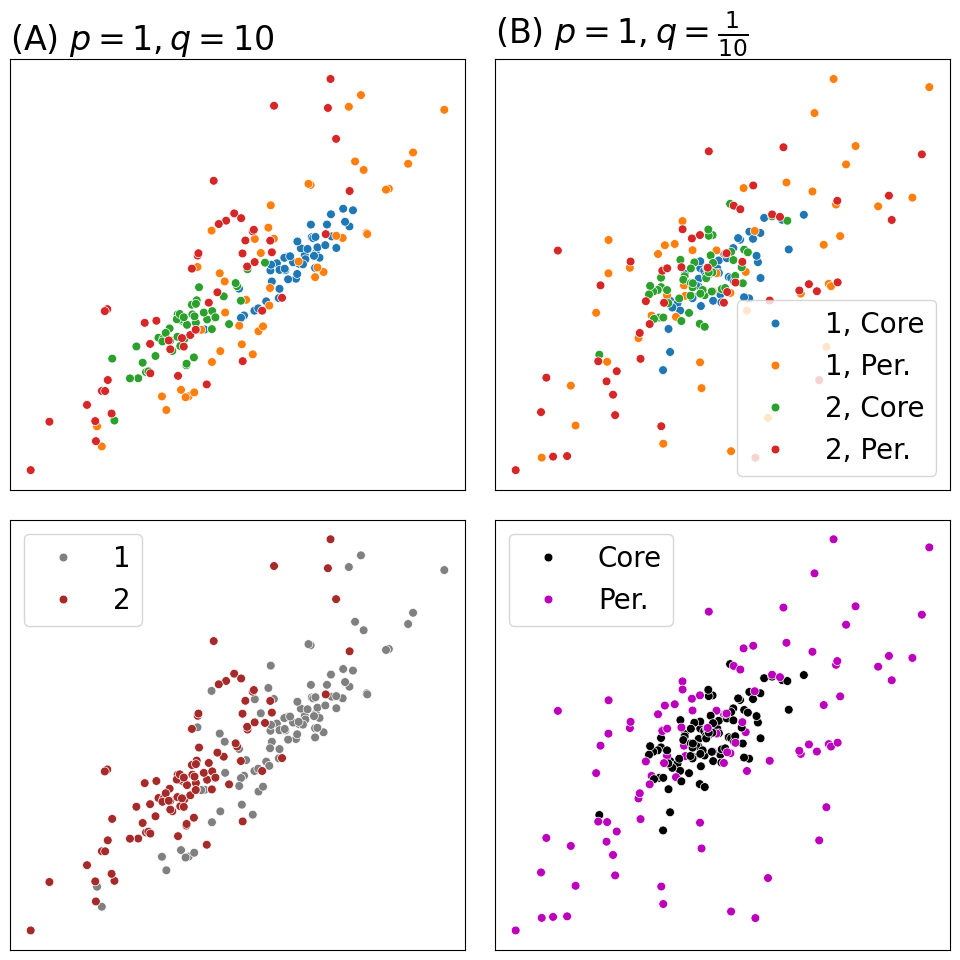 (A) p = 1, q = 10
(B) p = 1, q = 1/10
1, Core
1, Per.
2, Core
2, Per.
1
2
Core
Per.